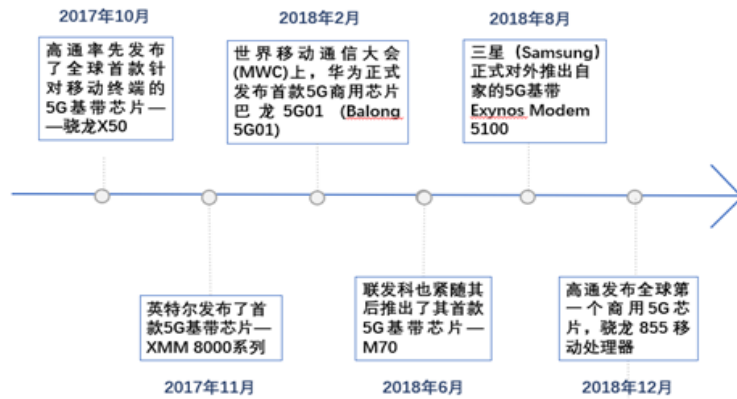 2017年10月
高通率先发布
了全球首款针
对移动终端的
5G基带芯片—
—骁龙X50
2018年2月
世界移动通信大会
(MWC)上，华为正式
发布首款5G商用芯片
巴龙5G01 (Balong
5G01)
2018年8月
三星（Samsung）
正式对外推出自
家的5G基带
Exynos Modem
5100
英特尔发布了首
款5G基带芯片—
XMM 8000系列
2017年11月
联发科也紧随其
后推出了其首款
5G基带芯片—
M70
2018年6月
高通发布全球第
一个商用5G芯
片，骁龙 855 移
动处理器
2018年12月